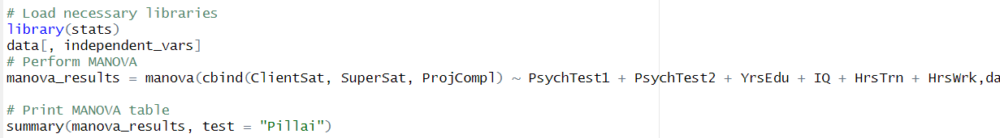 # Load necessary libraries
library(stats)
data[, independent_vars]
# Perform MANOVA
manova_results = manova(cbind(ClientSat, SuperSat, ProjCompl) ~ PsychTest1 + PsychTest2 + YrsEdu + IQ + HrsTrn + HrsWrk,da
# Print MANOVA table
summary(manova_results, test = "Pillai")